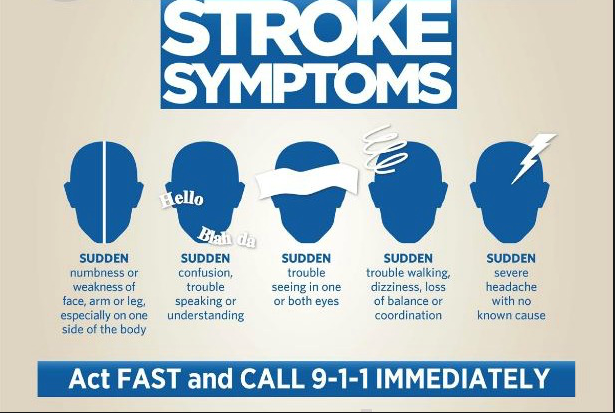 STROKE
SYMPTOMS
Hello
Blah da
SUDDEN
numbness or
weakness of
face, arm or leg,
especially on one
side of the body
SUDDEN
confusion,
trouble
speaking or
understanding
SUDDEN
trouble
seeing in one
or both eyes
SUDDEN
trouble walking,
dizziness, loss
of balance or
coordination
SUDDEN
severe
headache
with no
known cause
Act FAST and CALL 9-1-1 IMMEDIATELY